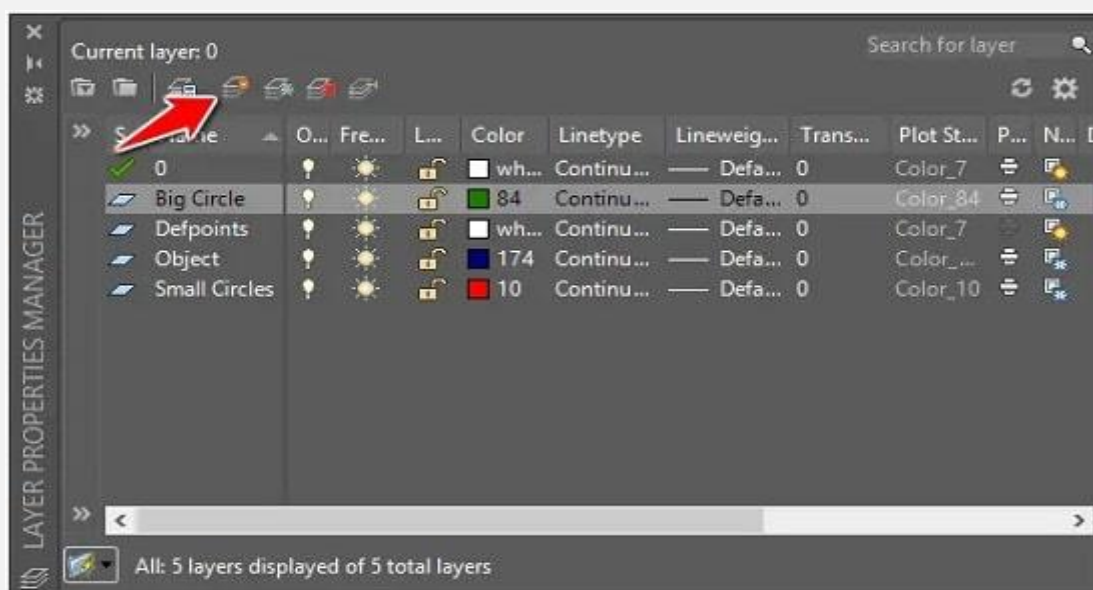 Current layer: 0
Search for layer
S... Name O... Fre... L... Color Linetype Lineweig... Trans... Plot St... P... N...
0 wh... Continu... Defa... 0 Color_7
Big Circle 84 Continu... Defa... 0 Color_84
Defpoints wh... Continu... Defa... 0 Color_7
Object 174 Continu... Defa... 0 Color_...
Small Circles 10 Continu... Defa... 0 Color_10
LAYER PROPERTIES MANAGER
All: 5 layers displayed of 5 total layers